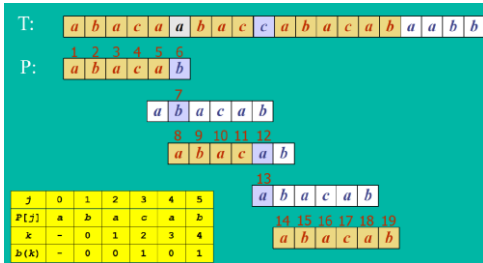 T: a b a c a a b a c c a b a c a b a a b b
1 2 3 4 5 6
P: a b a c a b
7
a b a c a b
8 9 10 11 12
a b a c a b
13
a b a c a b
14 15 16 17 18 19
a b a c a b
j 0 1 2 3 4 5
P[j] a b a c a b
k - 0 1 2 3 4
b(k) - 0 0 1 0 1